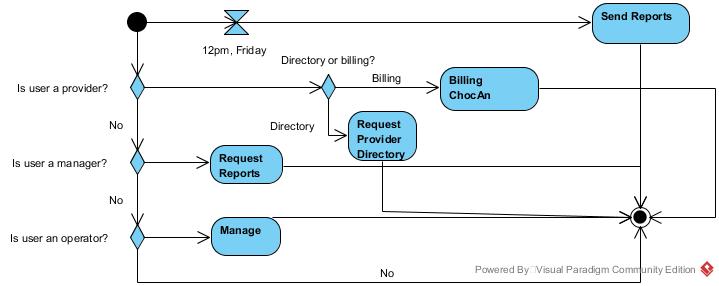 Send Reports
12pm, Friday
Directory or billing?
Is user a provider?
Billing
Billing
ChocAn
No
Directory
Request
Provider
Directory
Is user a manager?
Request
Reports
No
Is user an operator?
Manage
No
Powered By Visual Paradigm Community Edition